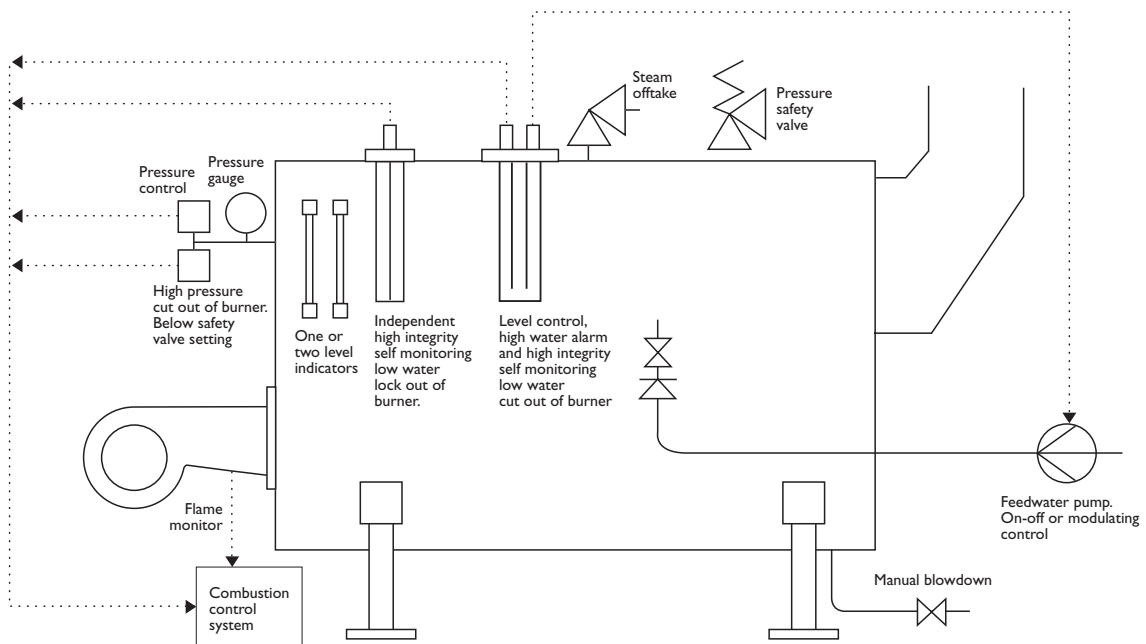 Steam
offtake
Pressure
safety
valve
Pressure
gauge
Pressure
control
High pressure
cut out of burner.
Below safety
valve setting
One or
two level
indicators
Independent
high integrity
self monitoring
low water
lock out of
burner.
Level control,
high water alarm
and high integrity
self monitoring
low water
cut out of burner
Flame
monitor
Feedwater pump.
On-off or modulating
control
Combustion
control
system
Manual blowdown